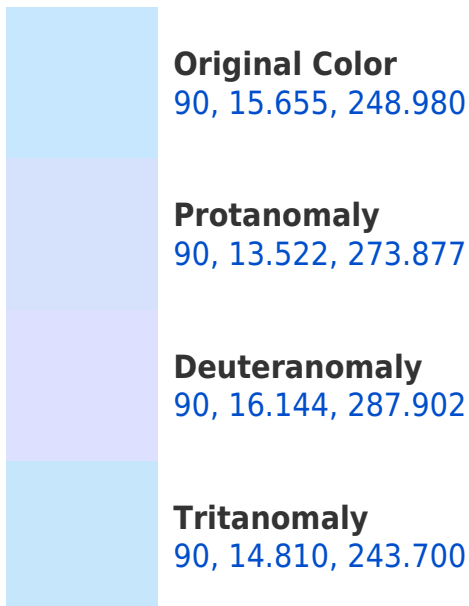 Original Color
90, 15.655, 248.980
Protanomaly
90, 13.522, 273.877
Deuteranomaly
90, 16.144, 287.902
Tritanomaly
90, 14.810, 243.700